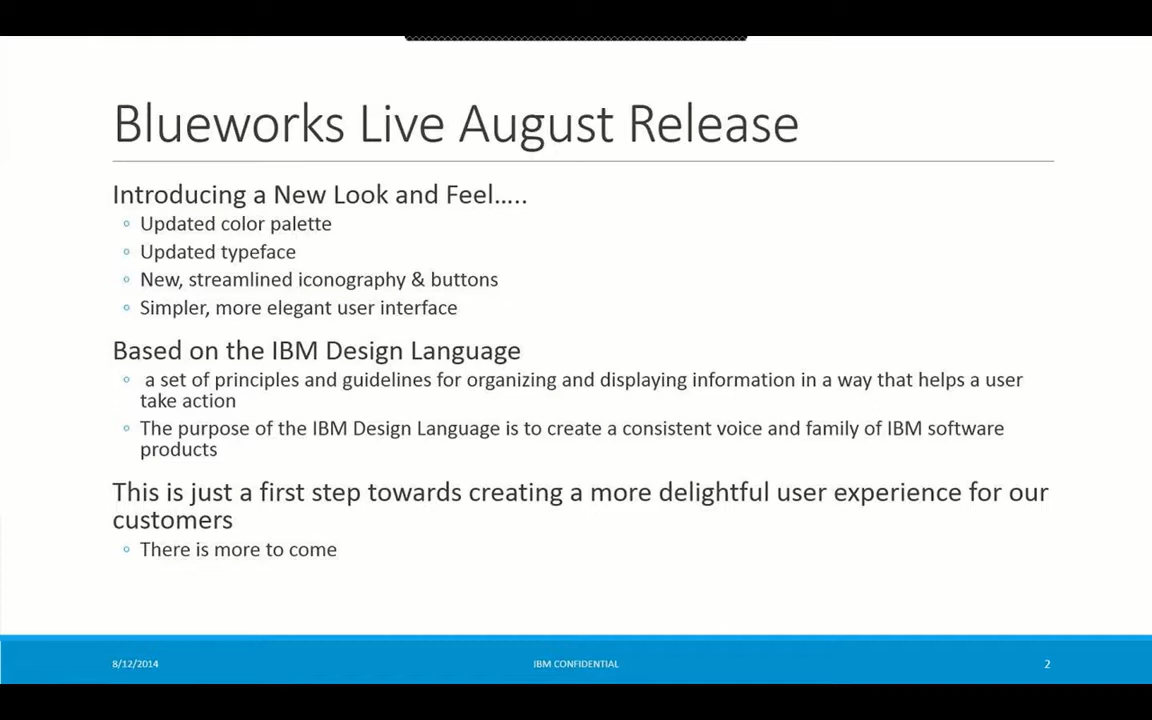 Blueworks Live August Release
Introducing a New Look and Feel…..
Updated color palette
Updated typeface
New, streamlined iconography & buttons
Simpler, more elegant user interface
Based on the IBM Design Language
a set of principles and guidelines for organizing and displaying information in a way that helps a user
take action
The purpose of the IBM Design Language is to create a consistent voice and family of IBM software
products
This is just a first step towards creating a more delightful user experience for our
customers
There is more to come
8/12/2014
IBM CONFIDENTIAL
2